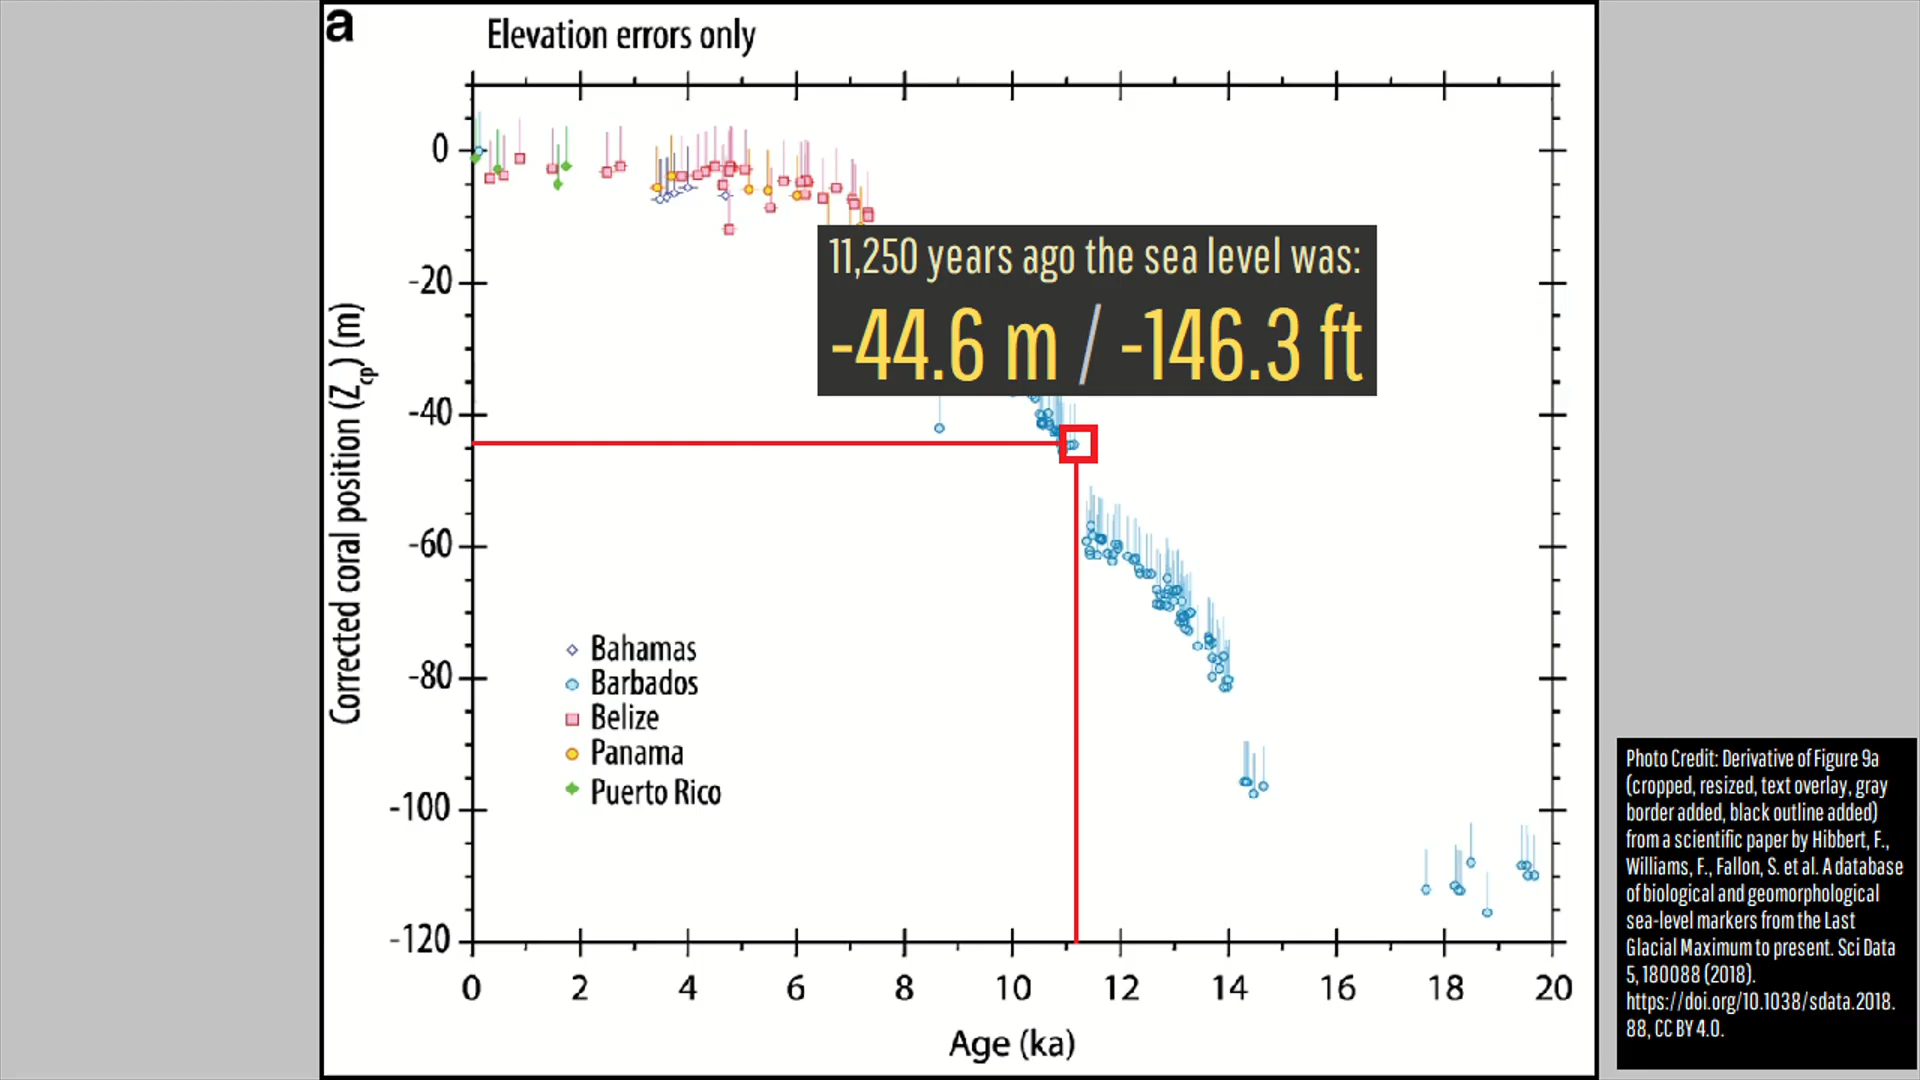 a
Elevation errors only
0
-20
-40
-60
-80
-100
-120
Corrected coral position (Zcp) (m)
11,250 years ago the sea level was:
-44.6 m / -146.3 ft
Bahamas
Barbados
Belize
Panama
Puerto Rico
0 2 4 6 8 10 12 14 16 18 20
Age (ka)
Photo Credit: Derivative of Figure 9a
(cropped, resized, text overlay, gray
border added, black outline added)
from a scientific paper by Hibbert, F.,
Williams, F., Fallon, S. et al. A database
of biological and geomorphological
sea-level markers from the Last
Glacial Maximum to present. Sci Data
5, 180088 (2018).
https://doi.org/10.1038/sdata.2018.
88, CC BY 4.0.